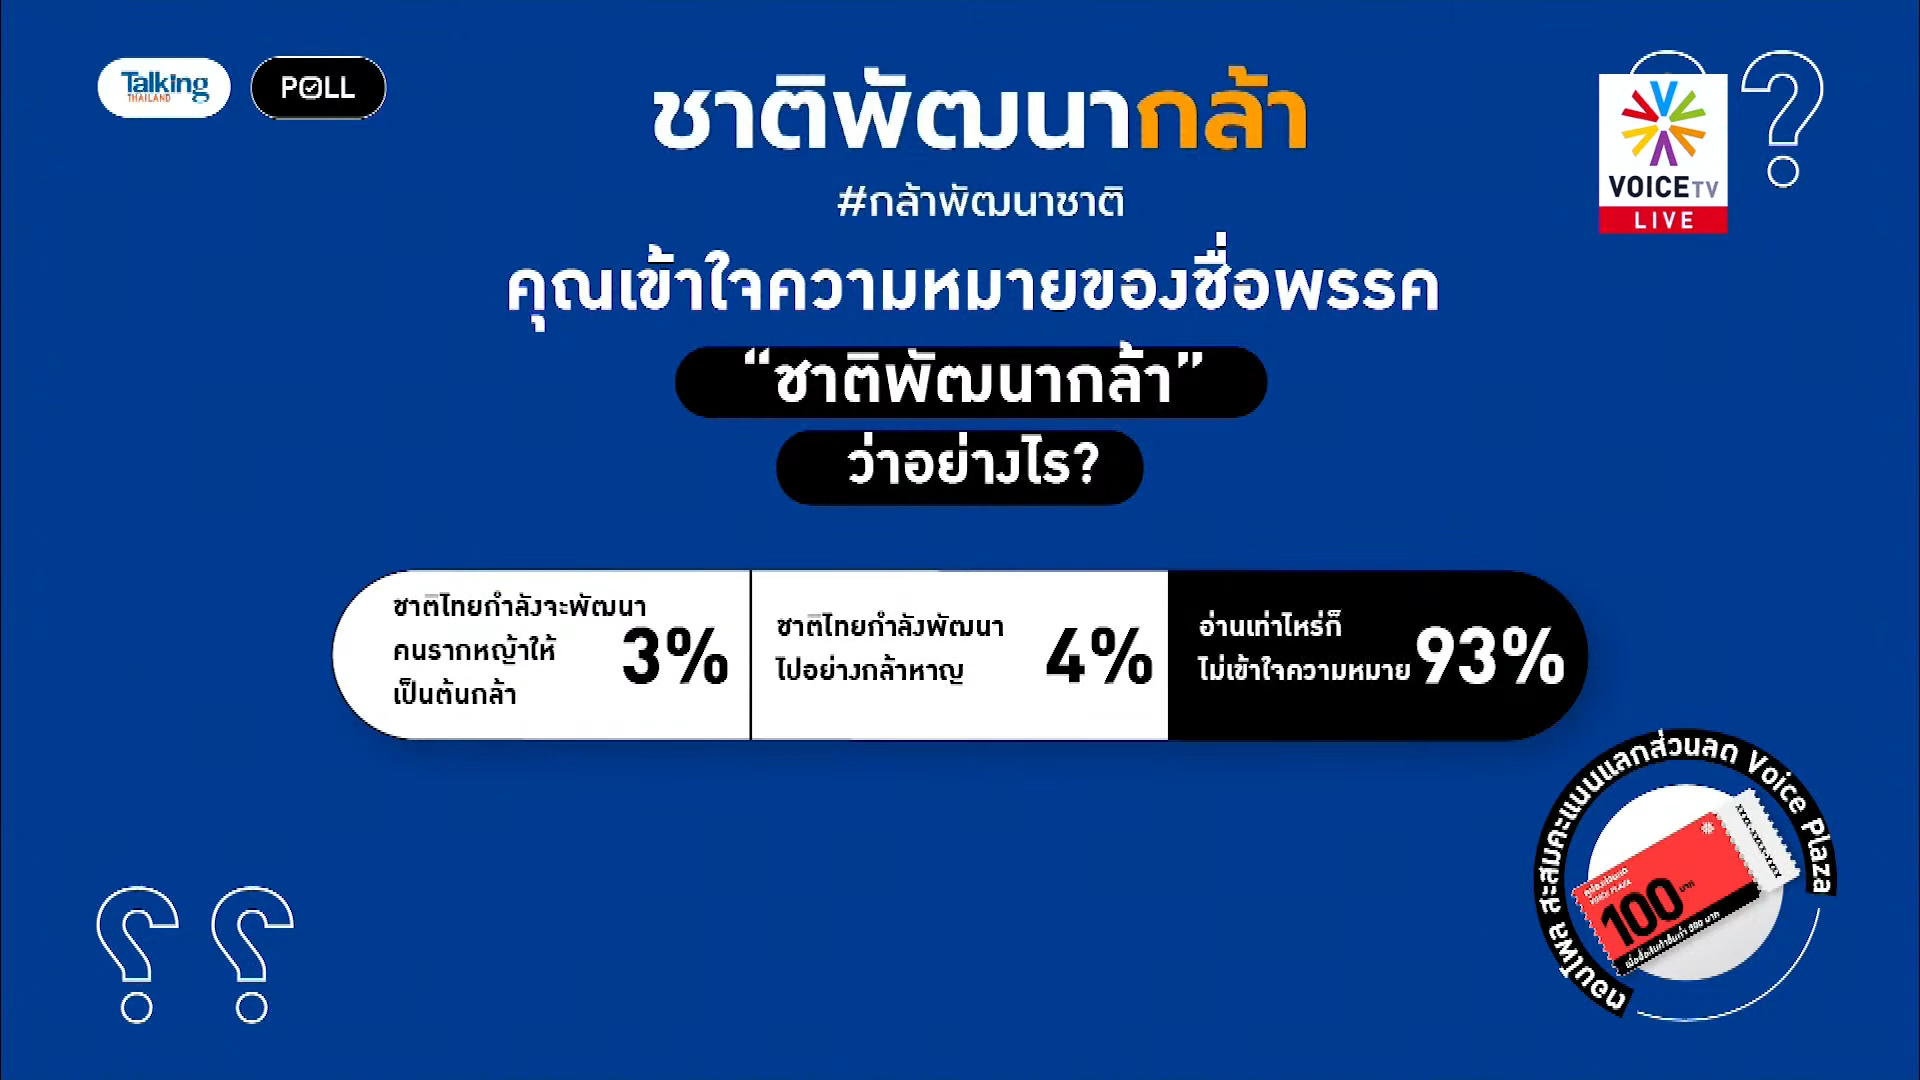 Talking
THAILAND
POLL
ชาติพัฒนากล้า
#กล้าพัฒนาชาติ
VOICE TV
LIVE
คุณเข้าใจความหมายของชื่อพรรค
“ชาติพัฒนากล้า”
ว่าอย่างไร?
ชาติไทยกำลังจะพัฒนา
คนรากหญ้าให้
เป็นต้นกล้า
3%
ชาติไทยกำลังพัฒนา
ไปอย่างกล้าหาญ
4%
อ่านเท่าไหร่ก็
ไม่เข้าใจความหมาย
93%
ตอบโพล สะสมคะแนนแลกส่วนลด Voice Plaza
VOICE PLAZA
100 บาท
XXXX-XXXX-XXXX